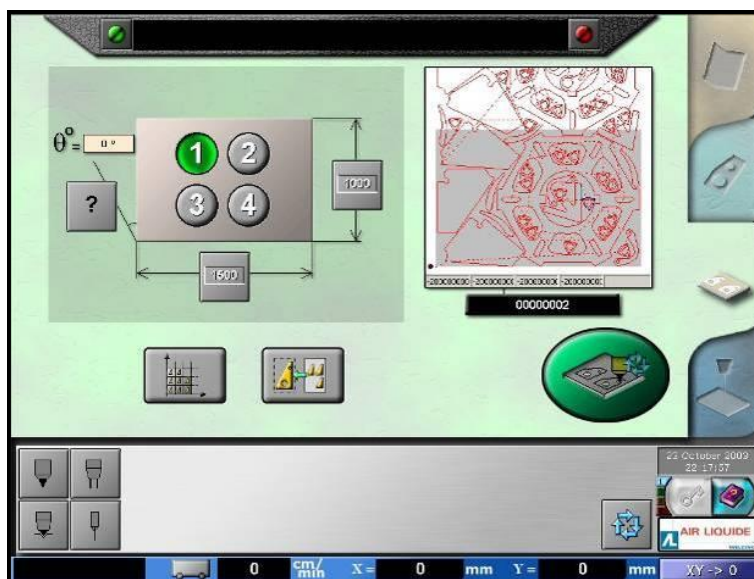 θ°= 0 °
1 2
3 4
?
1000
1500
00000002
23 October 2009
22:17:57
AIR LIQUIDE
0 cm/min X = 0 mm Y = 0 mm XY -> 0